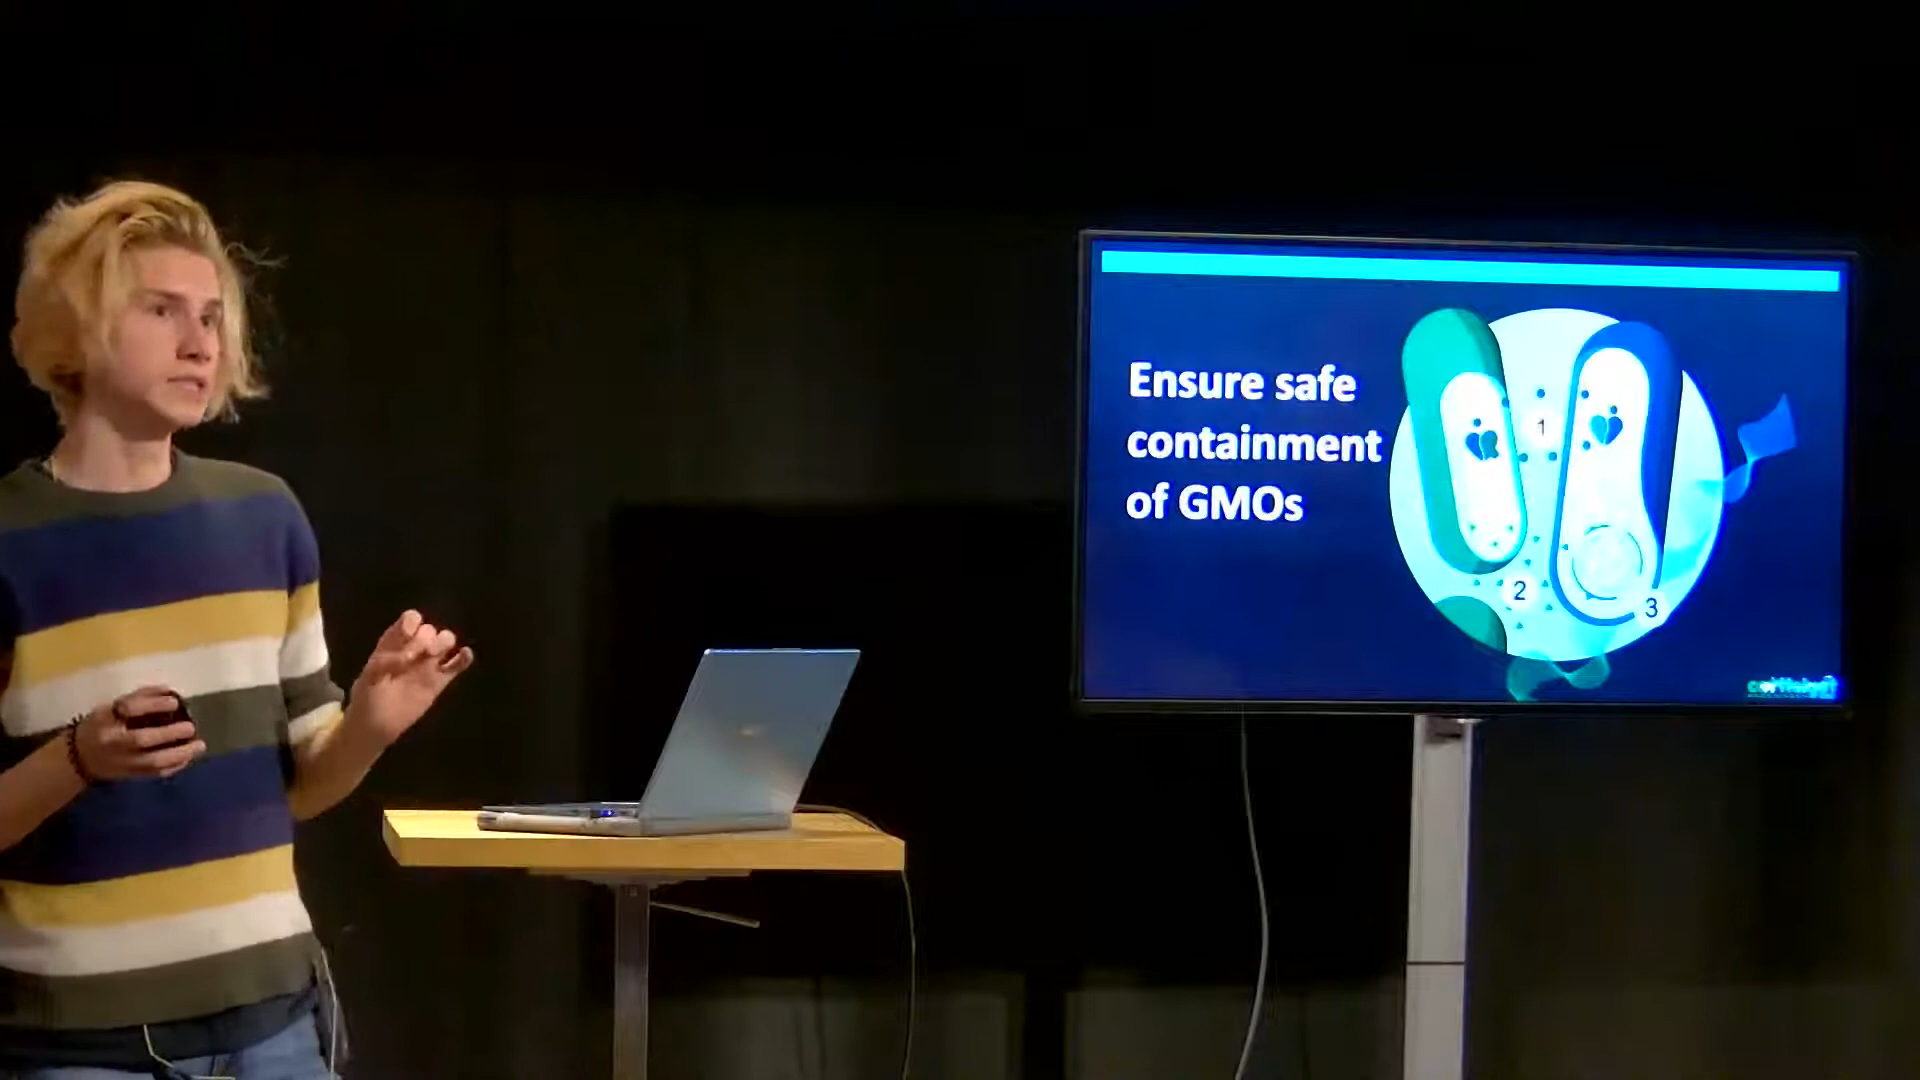 Ensure safe
containment
of GMOs
1
2
3